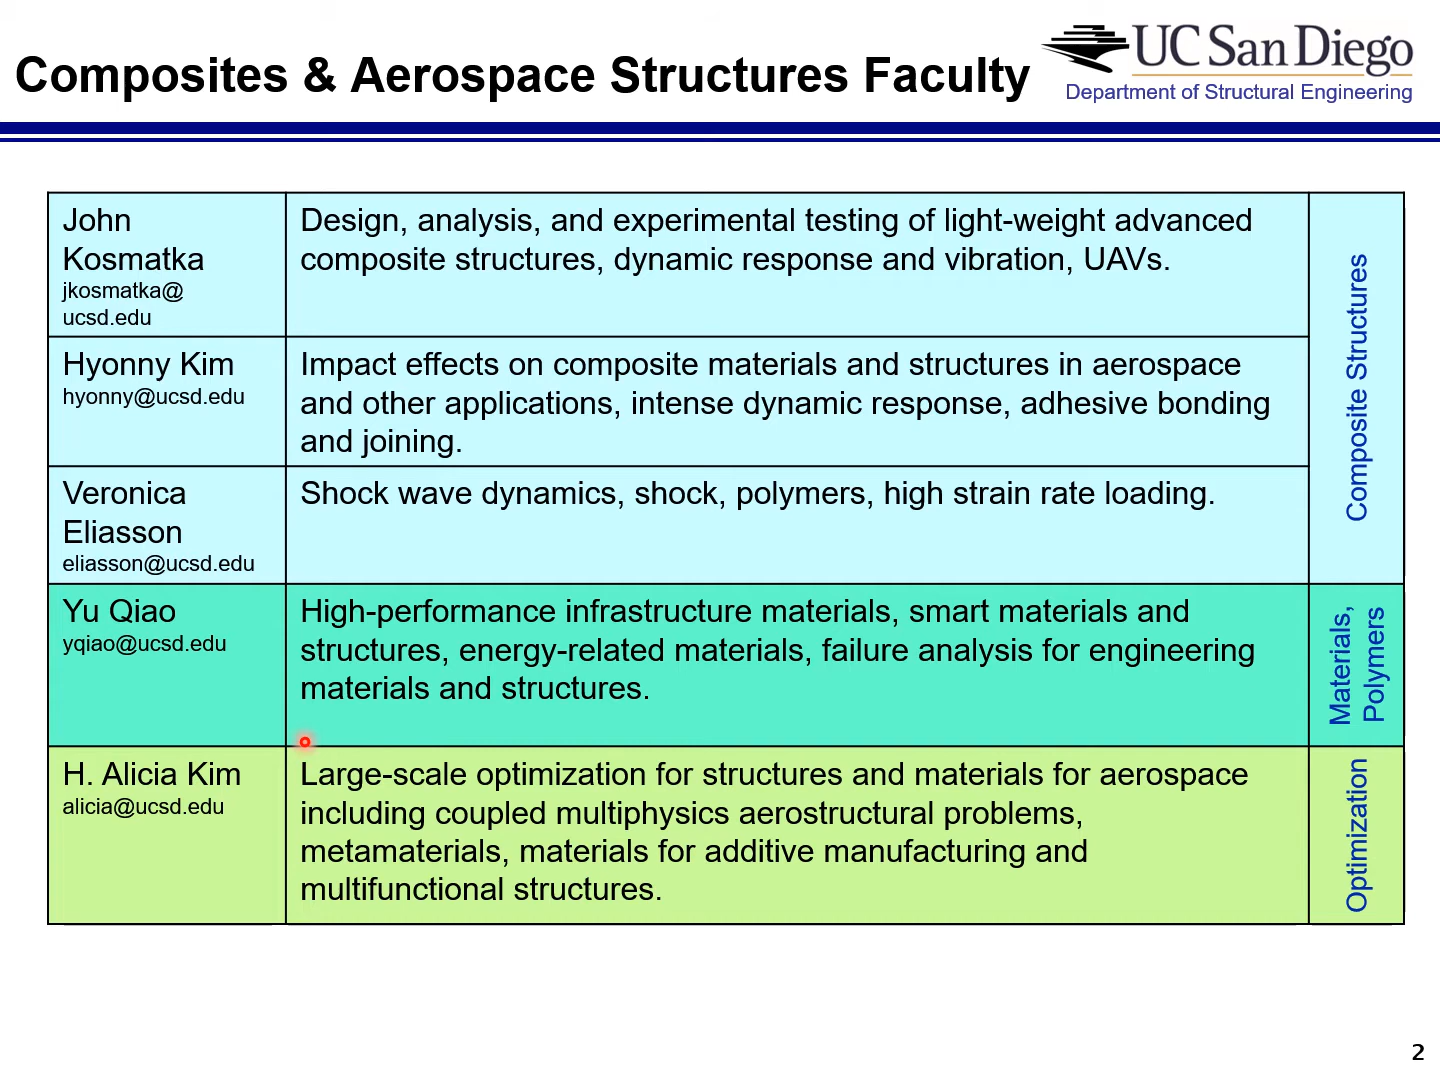 Composites & Aerospace Structures Faculty
UC San Diego
Department of Structural Engineering
John
Kosmatka
jkosmatka@
ucsd.edu
Design, analysis, and experimental testing of light-weight advanced
composite structures, dynamic response and vibration, UAVs.
Hyonny Kim
hyonny@ucsd.edu
Impact effects on composite materials and structures in aerospace
and other applications, intense dynamic response, adhesive bonding
and joining.
Veronica
Eliasson
eliasson@ucsd.edu
Shock wave dynamics, shock, polymers, high strain rate loading.
Composite Structures
Yu Qiao
yqiao@ucsd.edu
High-performance infrastructure materials, smart materials and
structures, energy-related materials, failure analysis for engineering
materials and structures.
Materials,
Polymers
H. Alicia Kim
alicia@ucsd.edu
Large-scale optimization for structures and materials for aerospace
including coupled multiphysics aerostructural problems,
metamaterials, materials for additive manufacturing and
multifunctional structures.
Optimization
2